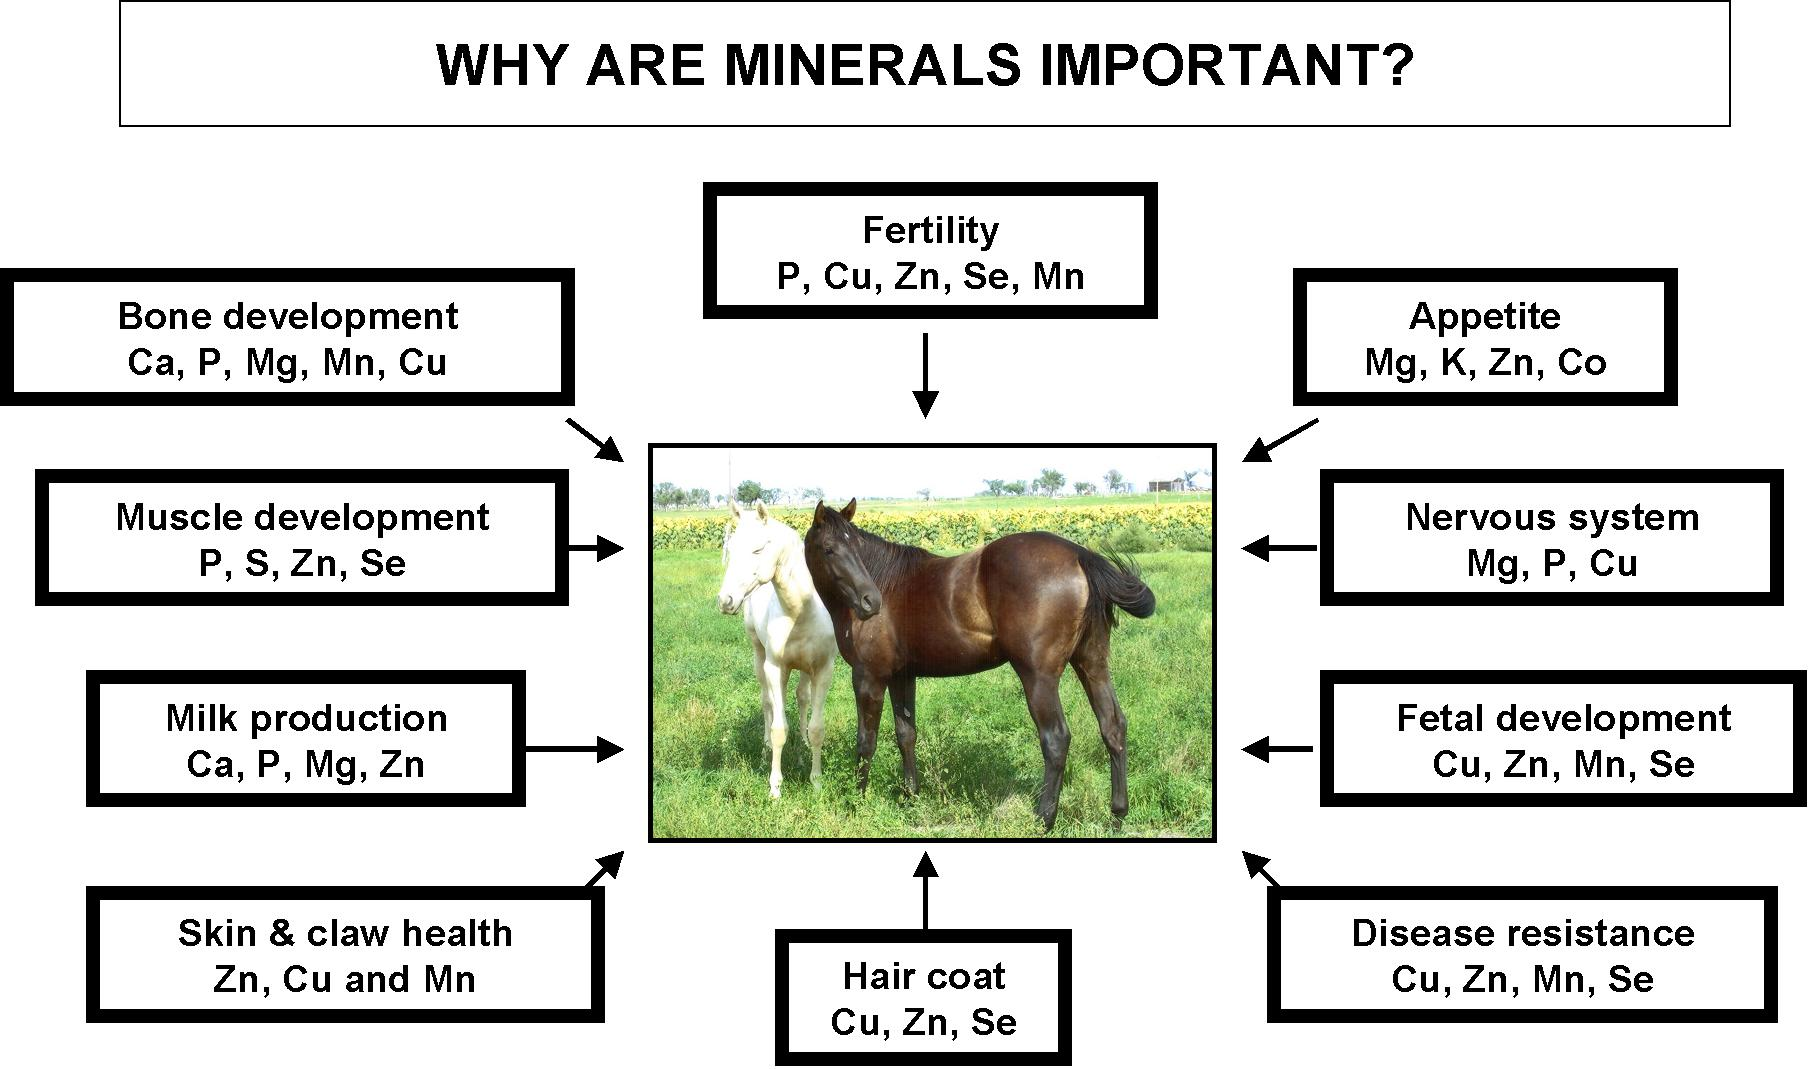 WHY ARE MINERALS IMPORTANT?
Fertility
P, Cu, Zn, Se, Mn
Bone development
Ca, P, Mg, Mn, Cu
Appetite
Mg, K, Zn, Co
Muscle development
P, S, Zn, Se
Nervous system
Mg, P, Cu
Milk production
Ca, P, Mg, Zn
Fetal development
Cu, Zn, Mn, Se
Skin & claw health
Zn, Cu and Mn
Hair coat
Cu, Zn, Se
Disease resistance
Cu, Zn, Mn, Se